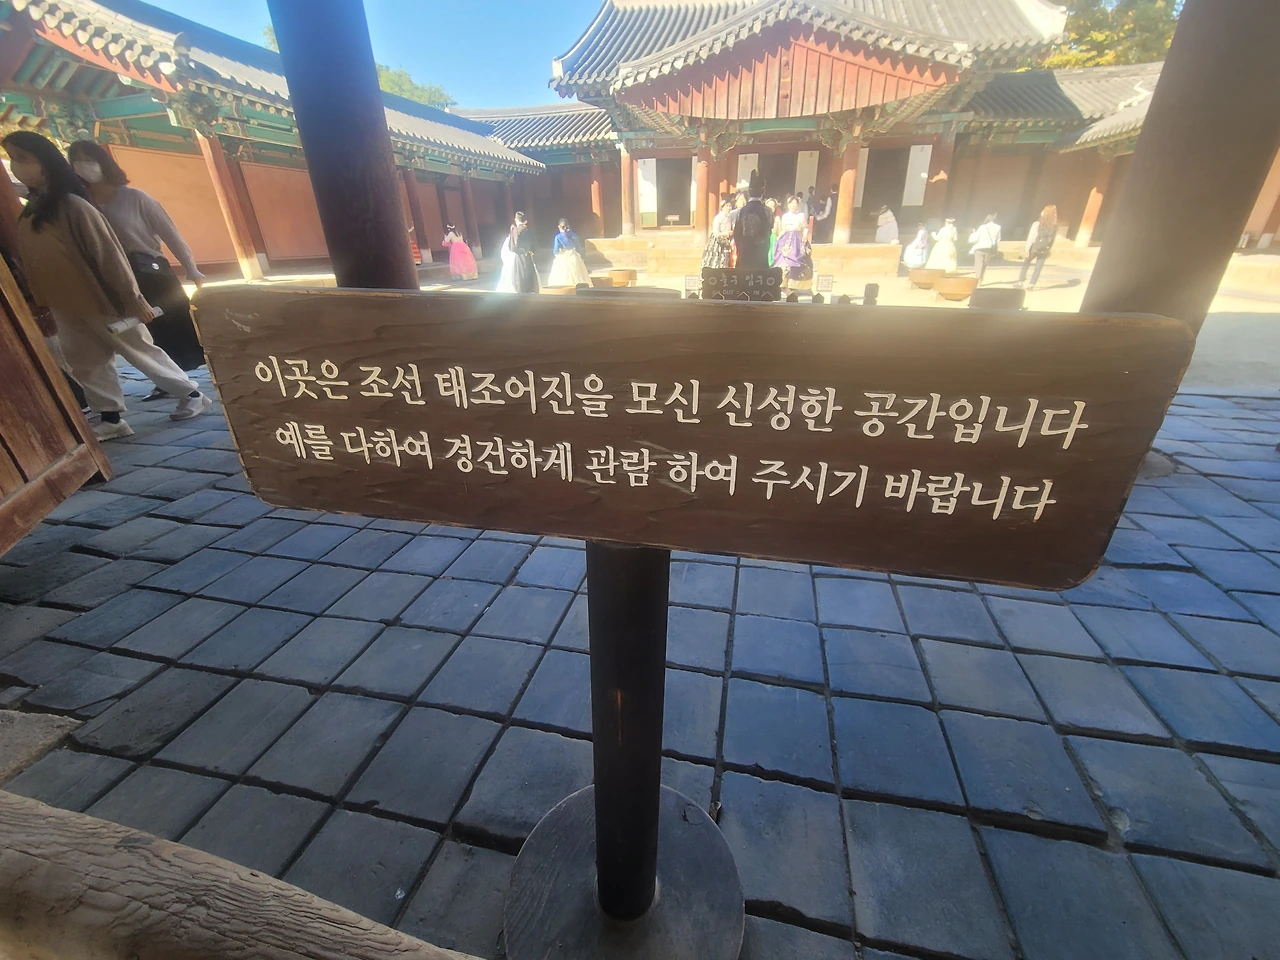 이곳은 조선 태조어진을 모신 신성한 공간입니다
예를 다하여 경건하게 관람 하여 주시기 바랍니다
OUT IN